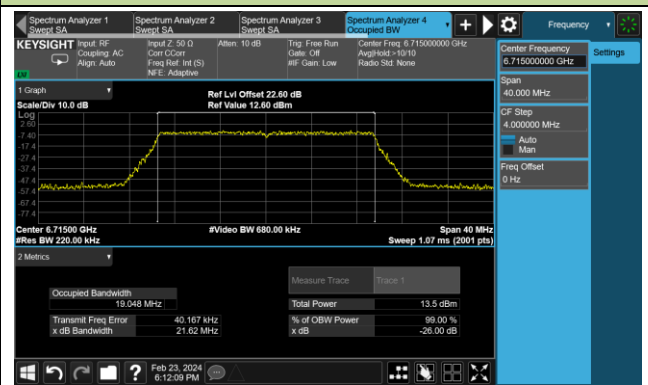 Spectrum Analyzer 1
Swept SA
Spectrum Analyzer 2
Swept SA
Spectrum Analyzer 3
Swept SA
Spectrum Analyzer 4
Occupied BW
Frequency
KEYSIGHT
Input: RF
Coupling: AC
Align: Auto
Input Z: 50 Ω
Corr CCorr
Freq Ref: Int (S)
NFE: Adaptive
Atten: 10 dB
Trig: Free Run
Gate: Off
#IF Gain: Low
Center Freq: 6.715000000 GHz
Avg|Hold:>10/10
Radio Std: None
LXI
Center Frequency
6.715000000 GHz
Settings
Span
40.000 MHz
CF Step
4.000000 MHz
Auto
Man
Freq Offset
0 Hz
1 Graph
Scale/Div 10.0 dB
Ref Lvl Offset 22.60 dB
Ref Value 12.60 dBm
Log
2.60
-7.40
-17.4
-27.4
-37.4
-47.4
-57.4
-67.4
-77.4
Center 6.71500 GHz
#Res BW 220.00 kHz
#Video BW 680.00 kHz
Span 40 MHz
Sweep 1.07 ms (2001 pts)
2 Metrics
Measure Trace
Trace 1
Occupied Bandwidth
19.048 MHz
Total Power
13.5 dBm
Transmit Freq Error
40.167 kHz
% of OBW Power
99.00 %
x dB Bandwidth
21.62 MHz
x dB
-26.00 dB
Feb 23, 2024
6:12:09 PM